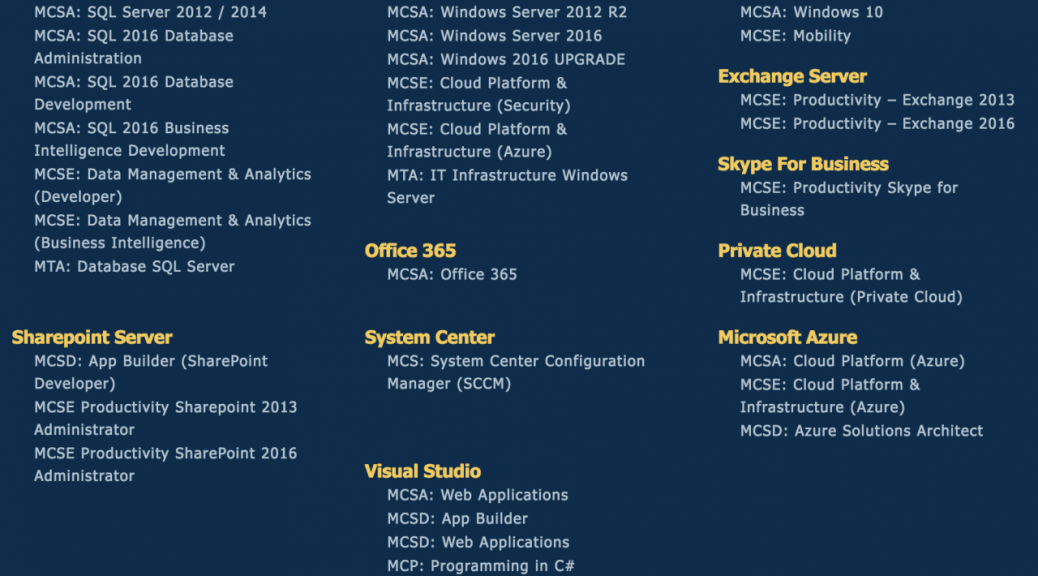 MCSA: SQL Server 2012 / 2014
MCSA: SQL 2016 Database
Administration
MCSA: SQL 2016 Database
Development
MCSA: SQL 2016 Business
Intelligence Development
MCSE: Data Management & Analytics
(Developer)
MCSE: Data Management & Analytics
(Business Intelligence)
MTA: Database SQL Server
Sharepoint Server
MCSD: App Builder (SharePoint
Developer)
MCSE Productivity Sharepoint 2013
Administrator
MCSE Productivity SharePoint 2016
Administrator
MCSA: Windows Server 2012 R2
MCSA: Windows Server 2016
MCSA: Windows 2016 UPGRADE
MCSE: Cloud Platform &
Infrastructure (Security)
MCSE: Cloud Platform &
Infrastructure (Azure)
MTA: IT Infrastructure Windows
Server
Office 365
MCSA: Office 365
System Center
MCS: System Center Configuration
Manager (SCCM)
Visual Studio
MCSA: Web Applications
MCSD: App Builder
MCSD: Web Applications
MCP: Programming in C#
MCSA: Windows 10
MCSE: Mobility
Exchange Server
MCSE: Productivity – Exchange 2013
MCSE: Productivity – Exchange 2016
Skype For Business
MCSE: Productivity Skype for
Business
Private Cloud
MCSE: Cloud Platform &
Infrastructure (Private Cloud)
Microsoft Azure
MCSA: Cloud Platform (Azure)
MCSE: Cloud Platform &
Infrastructure (Azure)
MCSD: Azure Solutions Architect